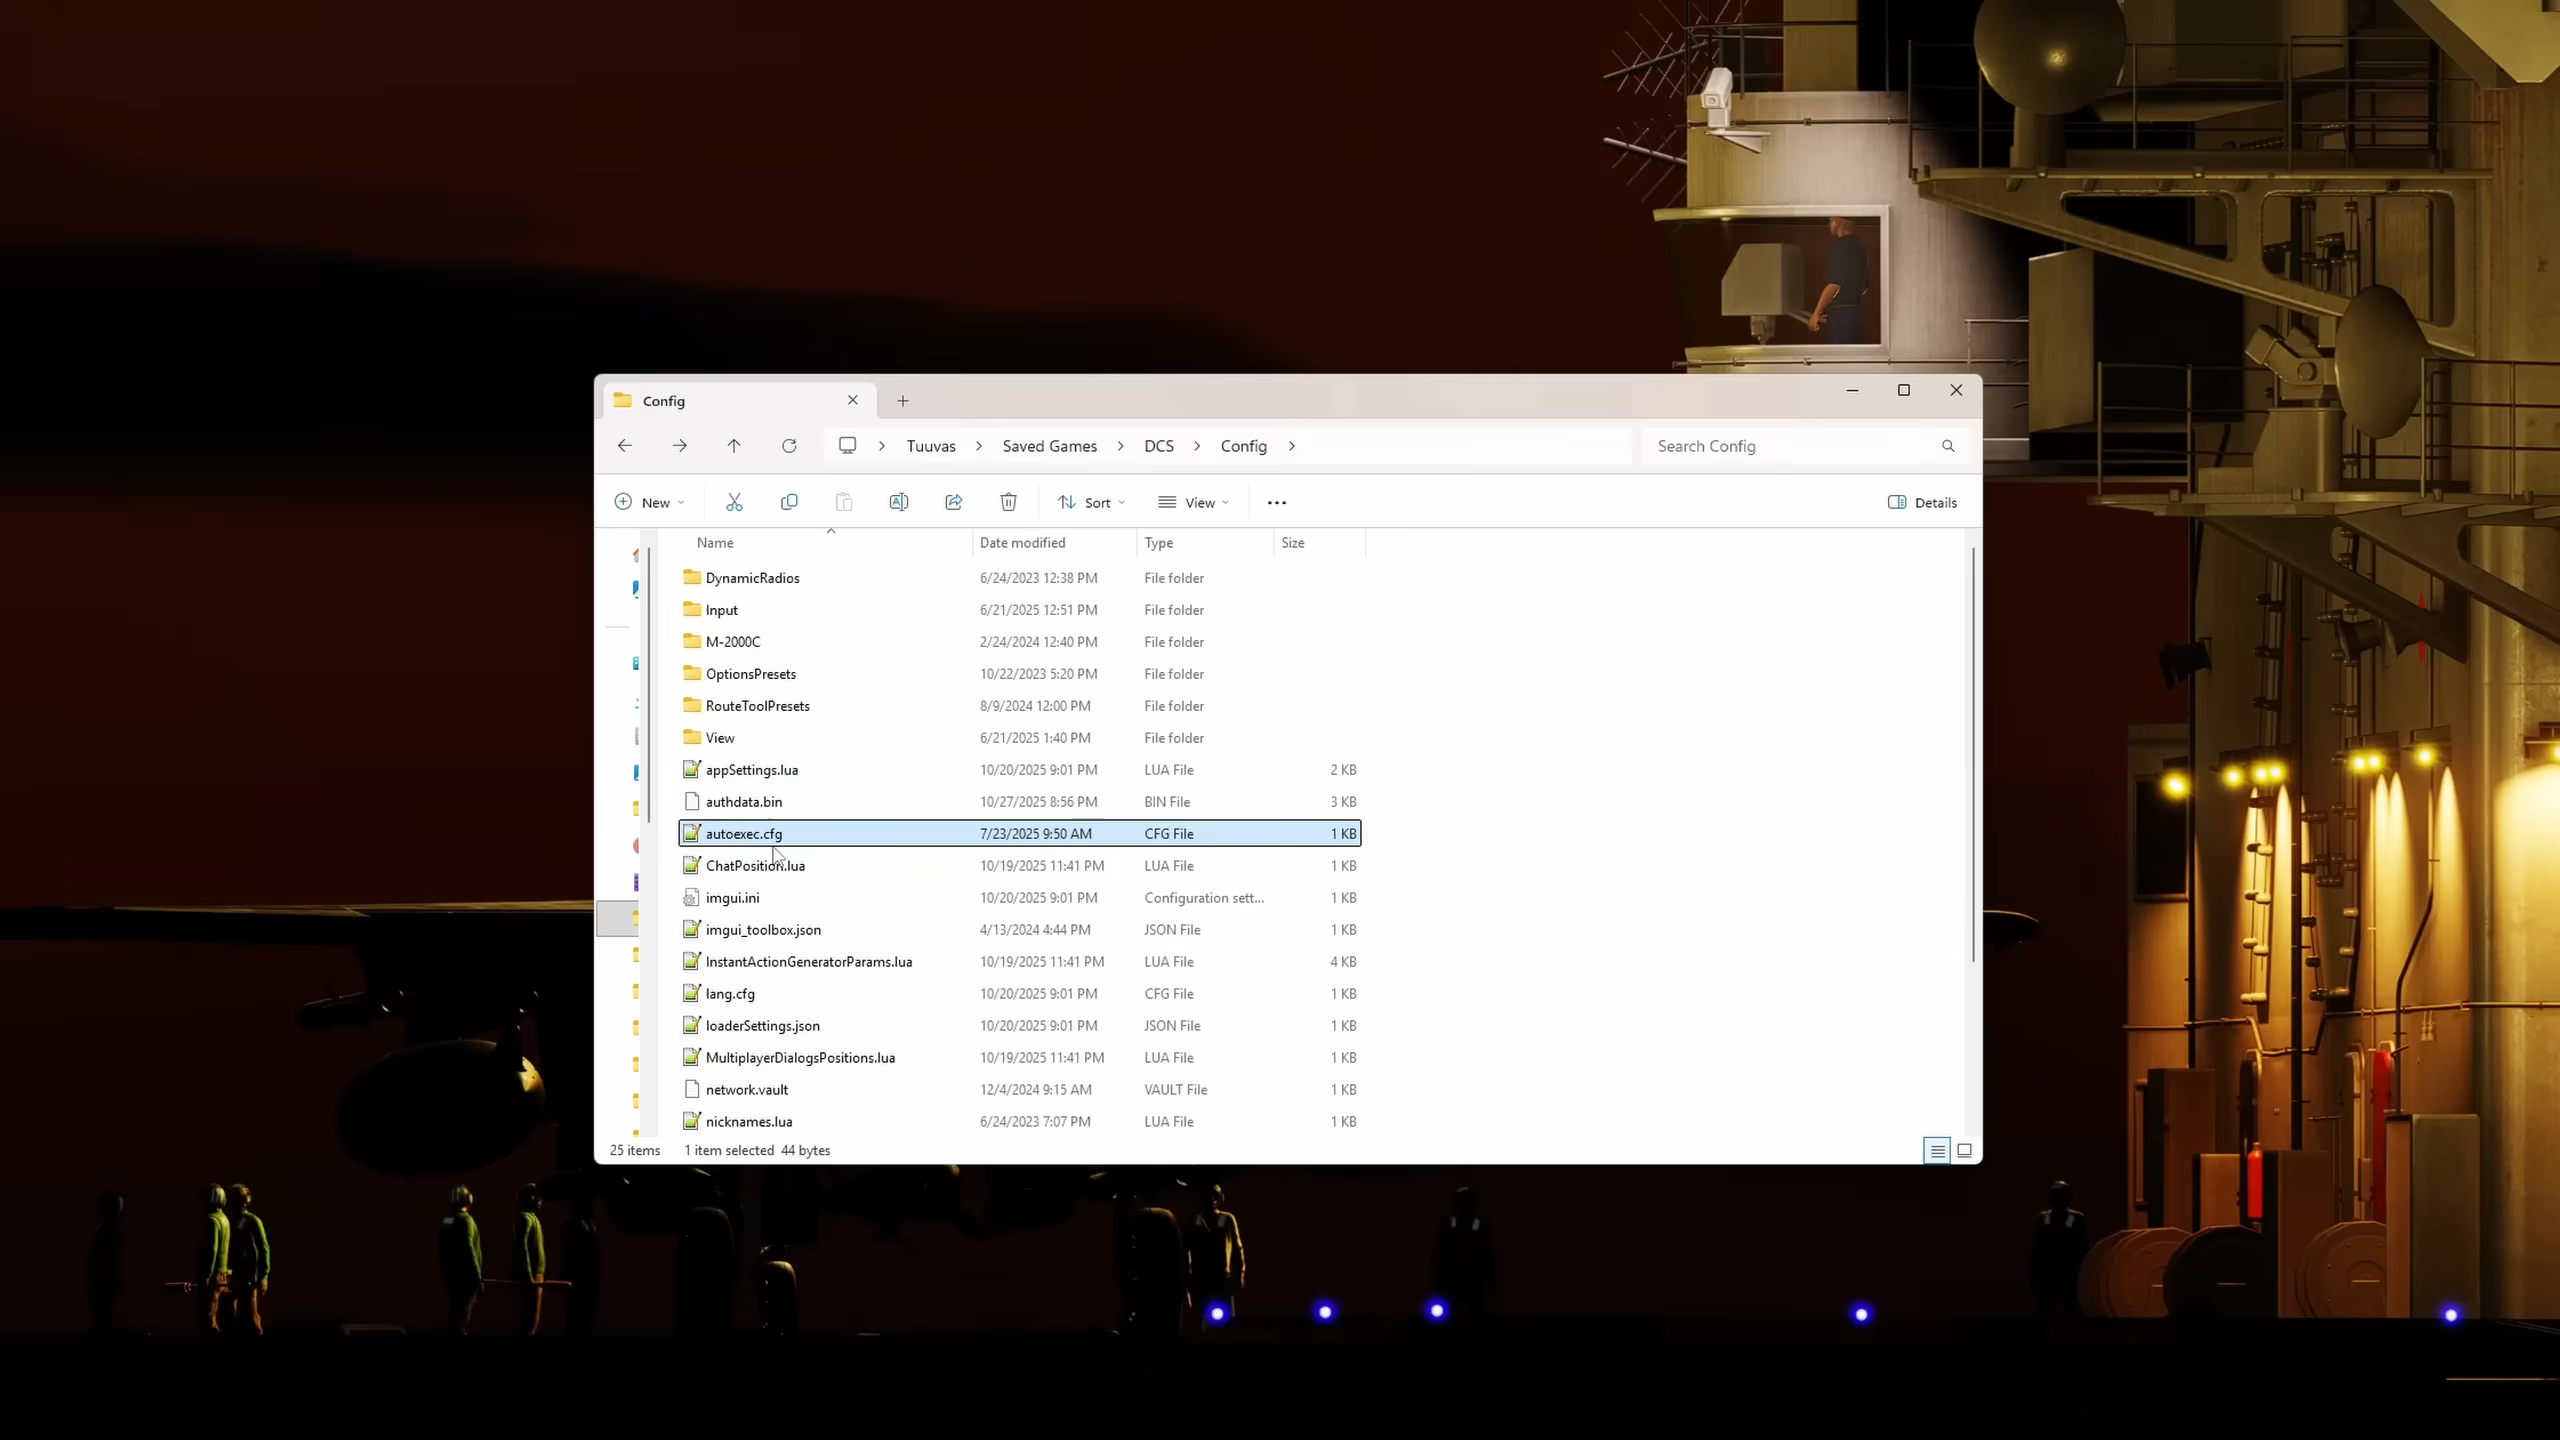 Config
Tuuvas > Saved Games > DCS > Config >
Search Config
New
Sort
View
Details
Name Date modified Type Size
DynamicRadios 6/24/2023 12:38 PM File folder
Input 6/21/2025 12:51 PM File folder
M-2000C 2/24/2024 12:40 PM File folder
OptionsPresets 10/22/2023 5:20 PM File folder
RouteToolPresets 8/9/2024 12:00 PM File folder
View 6/21/2025 1:40 PM File folder
appSettings.lua 10/20/2025 9:01 PM LUA File 2 KB
authdata.bin 10/27/2025 8:56 PM BIN File 3 KB
autoexec.cfg 7/23/2025 9:50 AM CFG File 1 KB
ChatPosition.lua 10/19/2025 11:41 PM LUA File 1 KB
imgui.ini 10/20/2025 9:01 PM Configuration sett... 1 KB
imgui_toolbox.json 4/13/2024 4:44 PM JSON File 1 KB
InstantActionGeneratorParams.lua 10/19/2025 11:41 PM LUA File 4 KB
lang.cfg 10/20/2025 9:01 PM CFG File 1 KB
loaderSettings.json 10/20/2025 9:01 PM JSON File 1 KB
MultiplayerDialogsPositions.lua 10/19/2025 11:41 PM LUA File 1 KB
network.vault 12/4/2024 9:15 AM VAULT File 1 KB
nicknames.lua 6/24/2023 7:07 PM LUA File 1 KB
25 items 1 item selected 44 bytes